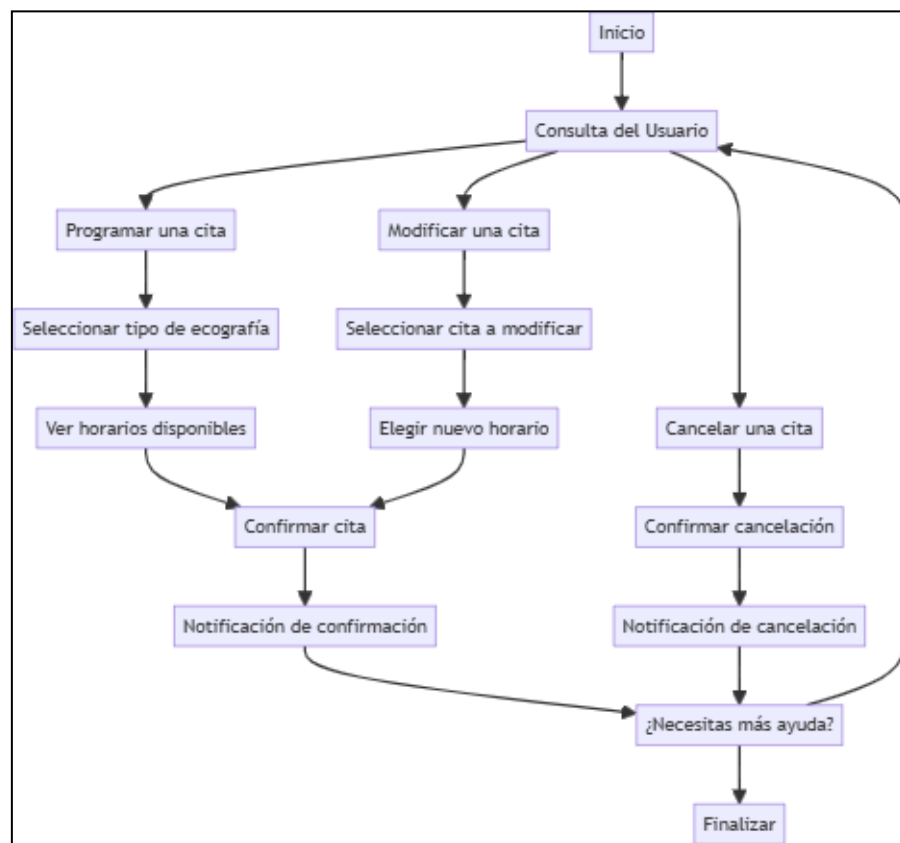 Inicio
Consulta del Usuario
Programar una cita
Modificar una cita
Seleccionar tipo de ecografía
Seleccionar cita a modificar
Ver horarios disponibles
Elegir nuevo horario
Cancelar una cita
Confirmar cita
Confirmar cancelación
Notificación de confirmación
Notificación de cancelación
¿Necesitas más ayuda?
Finalizar